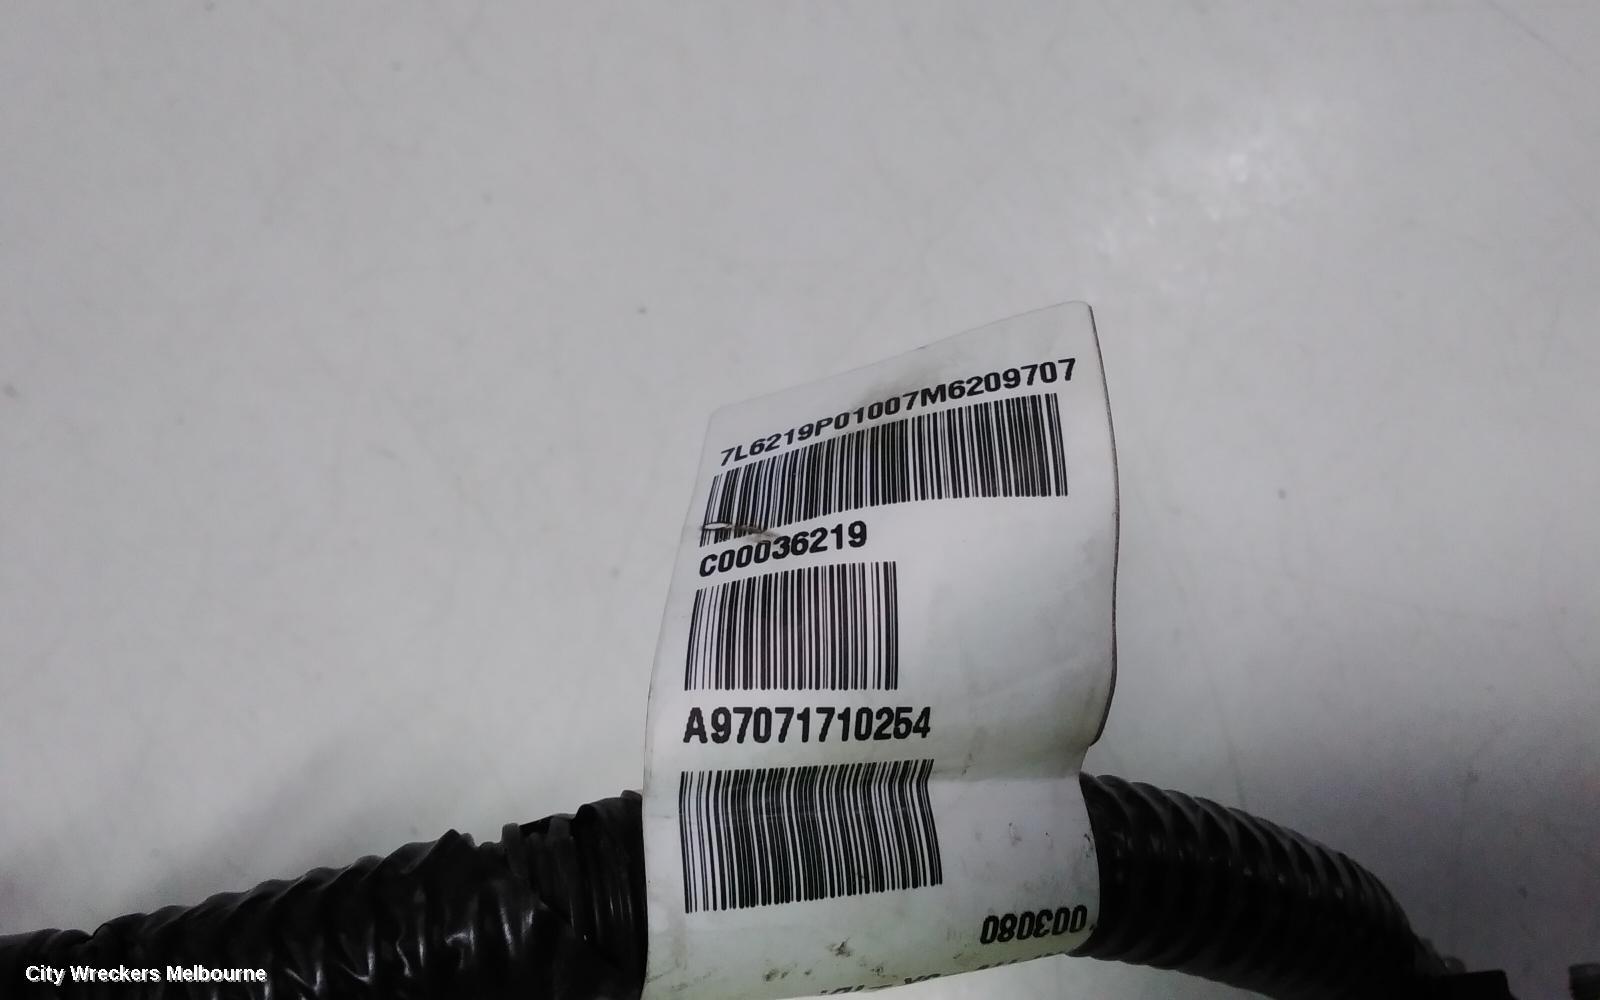 7L6219P01007M6209707
C00036219
A97071710254
003080
City Wreckers Melbourne